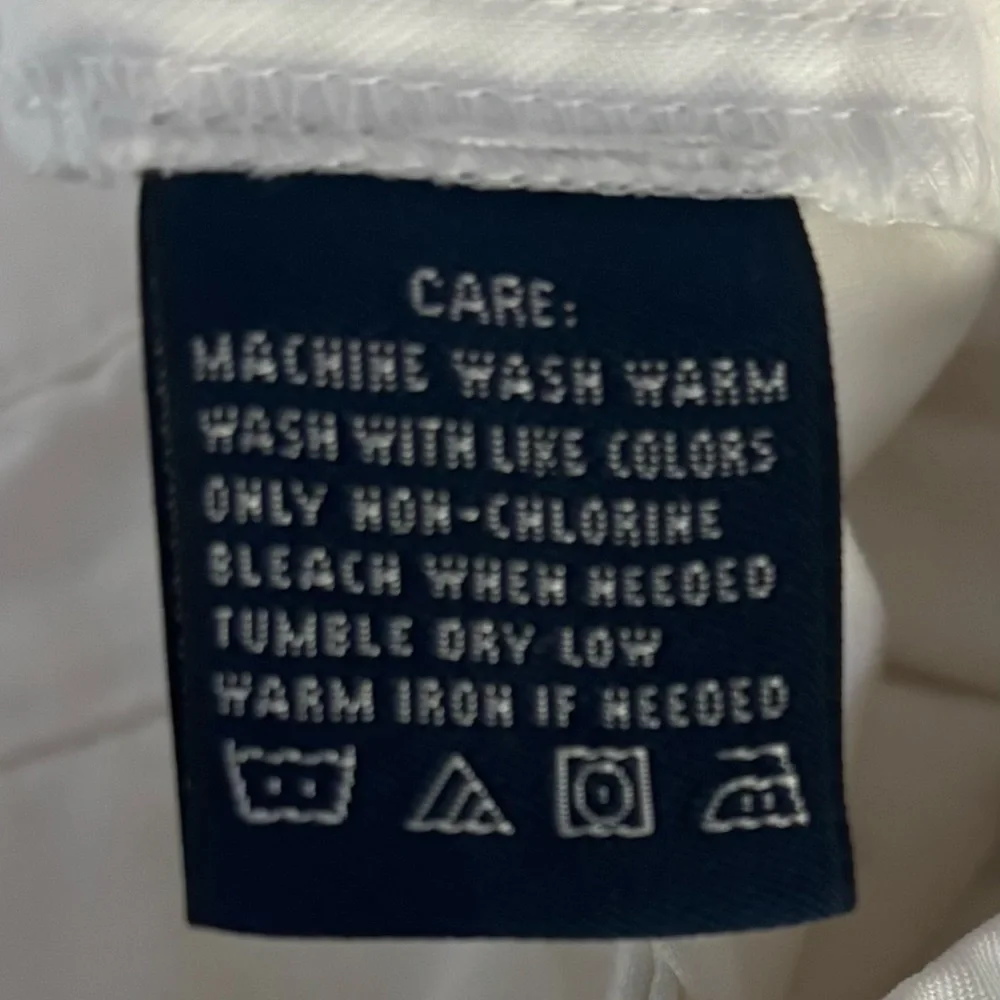 CARE:
MACHINE WASH WARM
WASH WITH LIKE COLORS
ONLY NON-CHLORINE
BLEACH WHEN NEEDED
TUMBLE DRY LOW
WARM IRON IF NEEDED